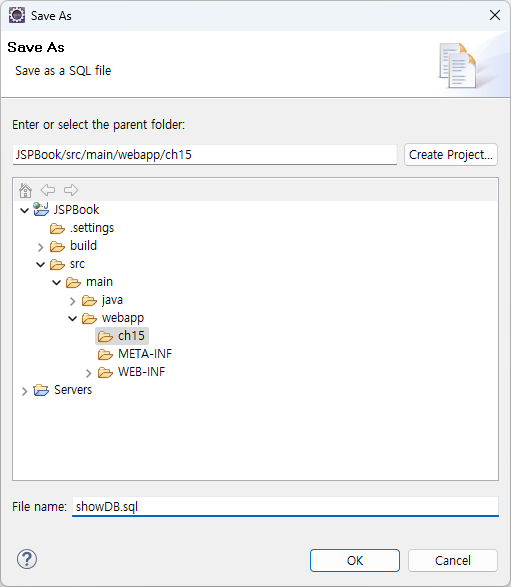 Save As
Save As
Save as a SQL file
Enter or select the parent folder:
JSPBook/src/main/webapp/ch15
Create Project...
JSPBook
.settings
build
src
main
java
webapp
ch15
META-INF
WEB-INF
Servers
File name:
showDB.sql
?
OK
Cancel